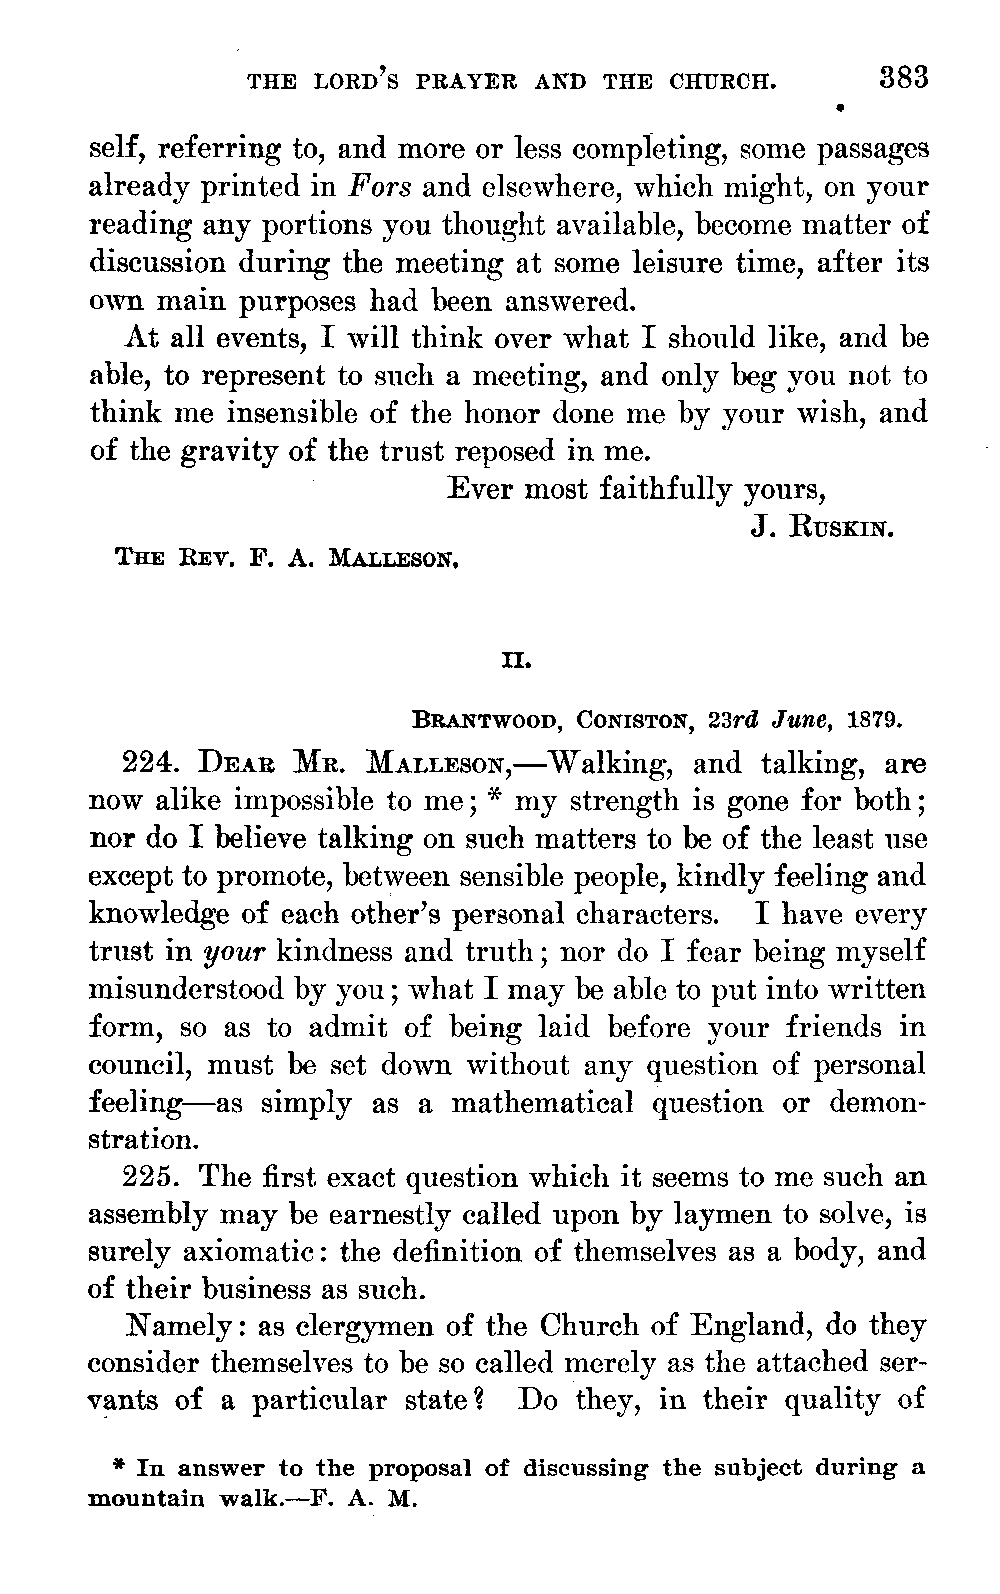 THE LORD'S PRAYER AND THE CHURCH. 383
self, referring to, and more or less completing, some passages
already printed in Fors and elsewhere, which might, on your
reading any portions you thought available, become matter of
discussion during the meeting at some leisure time, after its
own main purposes had been answered.
At all events, I will think over what I should like, and be
able, to represent to such a meeting, and only beg you not to
think me insensible of the honor done me by your wish, and
of the gravity of the trust reposed in me.
Ever most faithfully yours,
J. RUSKIN.
THE REV. F. A. MALLESON.
II.
BRANTWOOD, CONISTON, 23rd June, 1879.
224. DEAR MR. MALLESON,—Walking, and talking, are
now alike impossible to me; * my strength is gone for both;
nor do I believe talking on such matters to be of the least use
except to promote, between sensible people, kindly feeling and
knowledge of each other's personal characters. I have every
trust in your kindness and truth; nor do I fear being myself
misunderstood by you; what I may be able to put into written
form, so as to admit of being laid before your friends in
council, must be set down without any question of personal
feeling—as simply as a mathematical question or demon-
stration.
225. The first exact question which it seems to me such an
assembly may be earnestly called upon by laymen to solve, is
surely axiomatic: the definition of themselves as a body, and
of their business as such.
Namely: as clergymen of the Church of England, do they
consider themselves to be so called merely as the attached ser-
vants of a particular state? Do they, in their quality of
* In answer to the proposal of discussing the subject during a
mountain walk.—F. A. M.